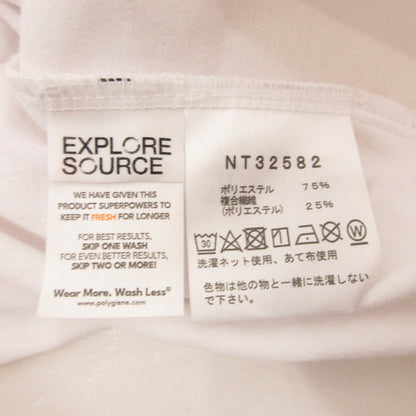 EXPLORE
SOURCE
WE HAVE GIVEN THIS
PRODUCT SUPERPOWERS TO
KEEP IT FRESH FOR LONGER
FOR BEST RESULTS,
SKIP ONE WASH
FOR EVEN BETTER RESULTS,
SKIP TWO OR MORE!
Wear More. Wash Less®
www.polygiene.com
NT32582
ポリエステル 75%
複合繊維
(ポリエステル) 25%
30 W
洗濯ネット使用、あて布使用
色物は他の物と一緒に洗濯しない
で下さい。